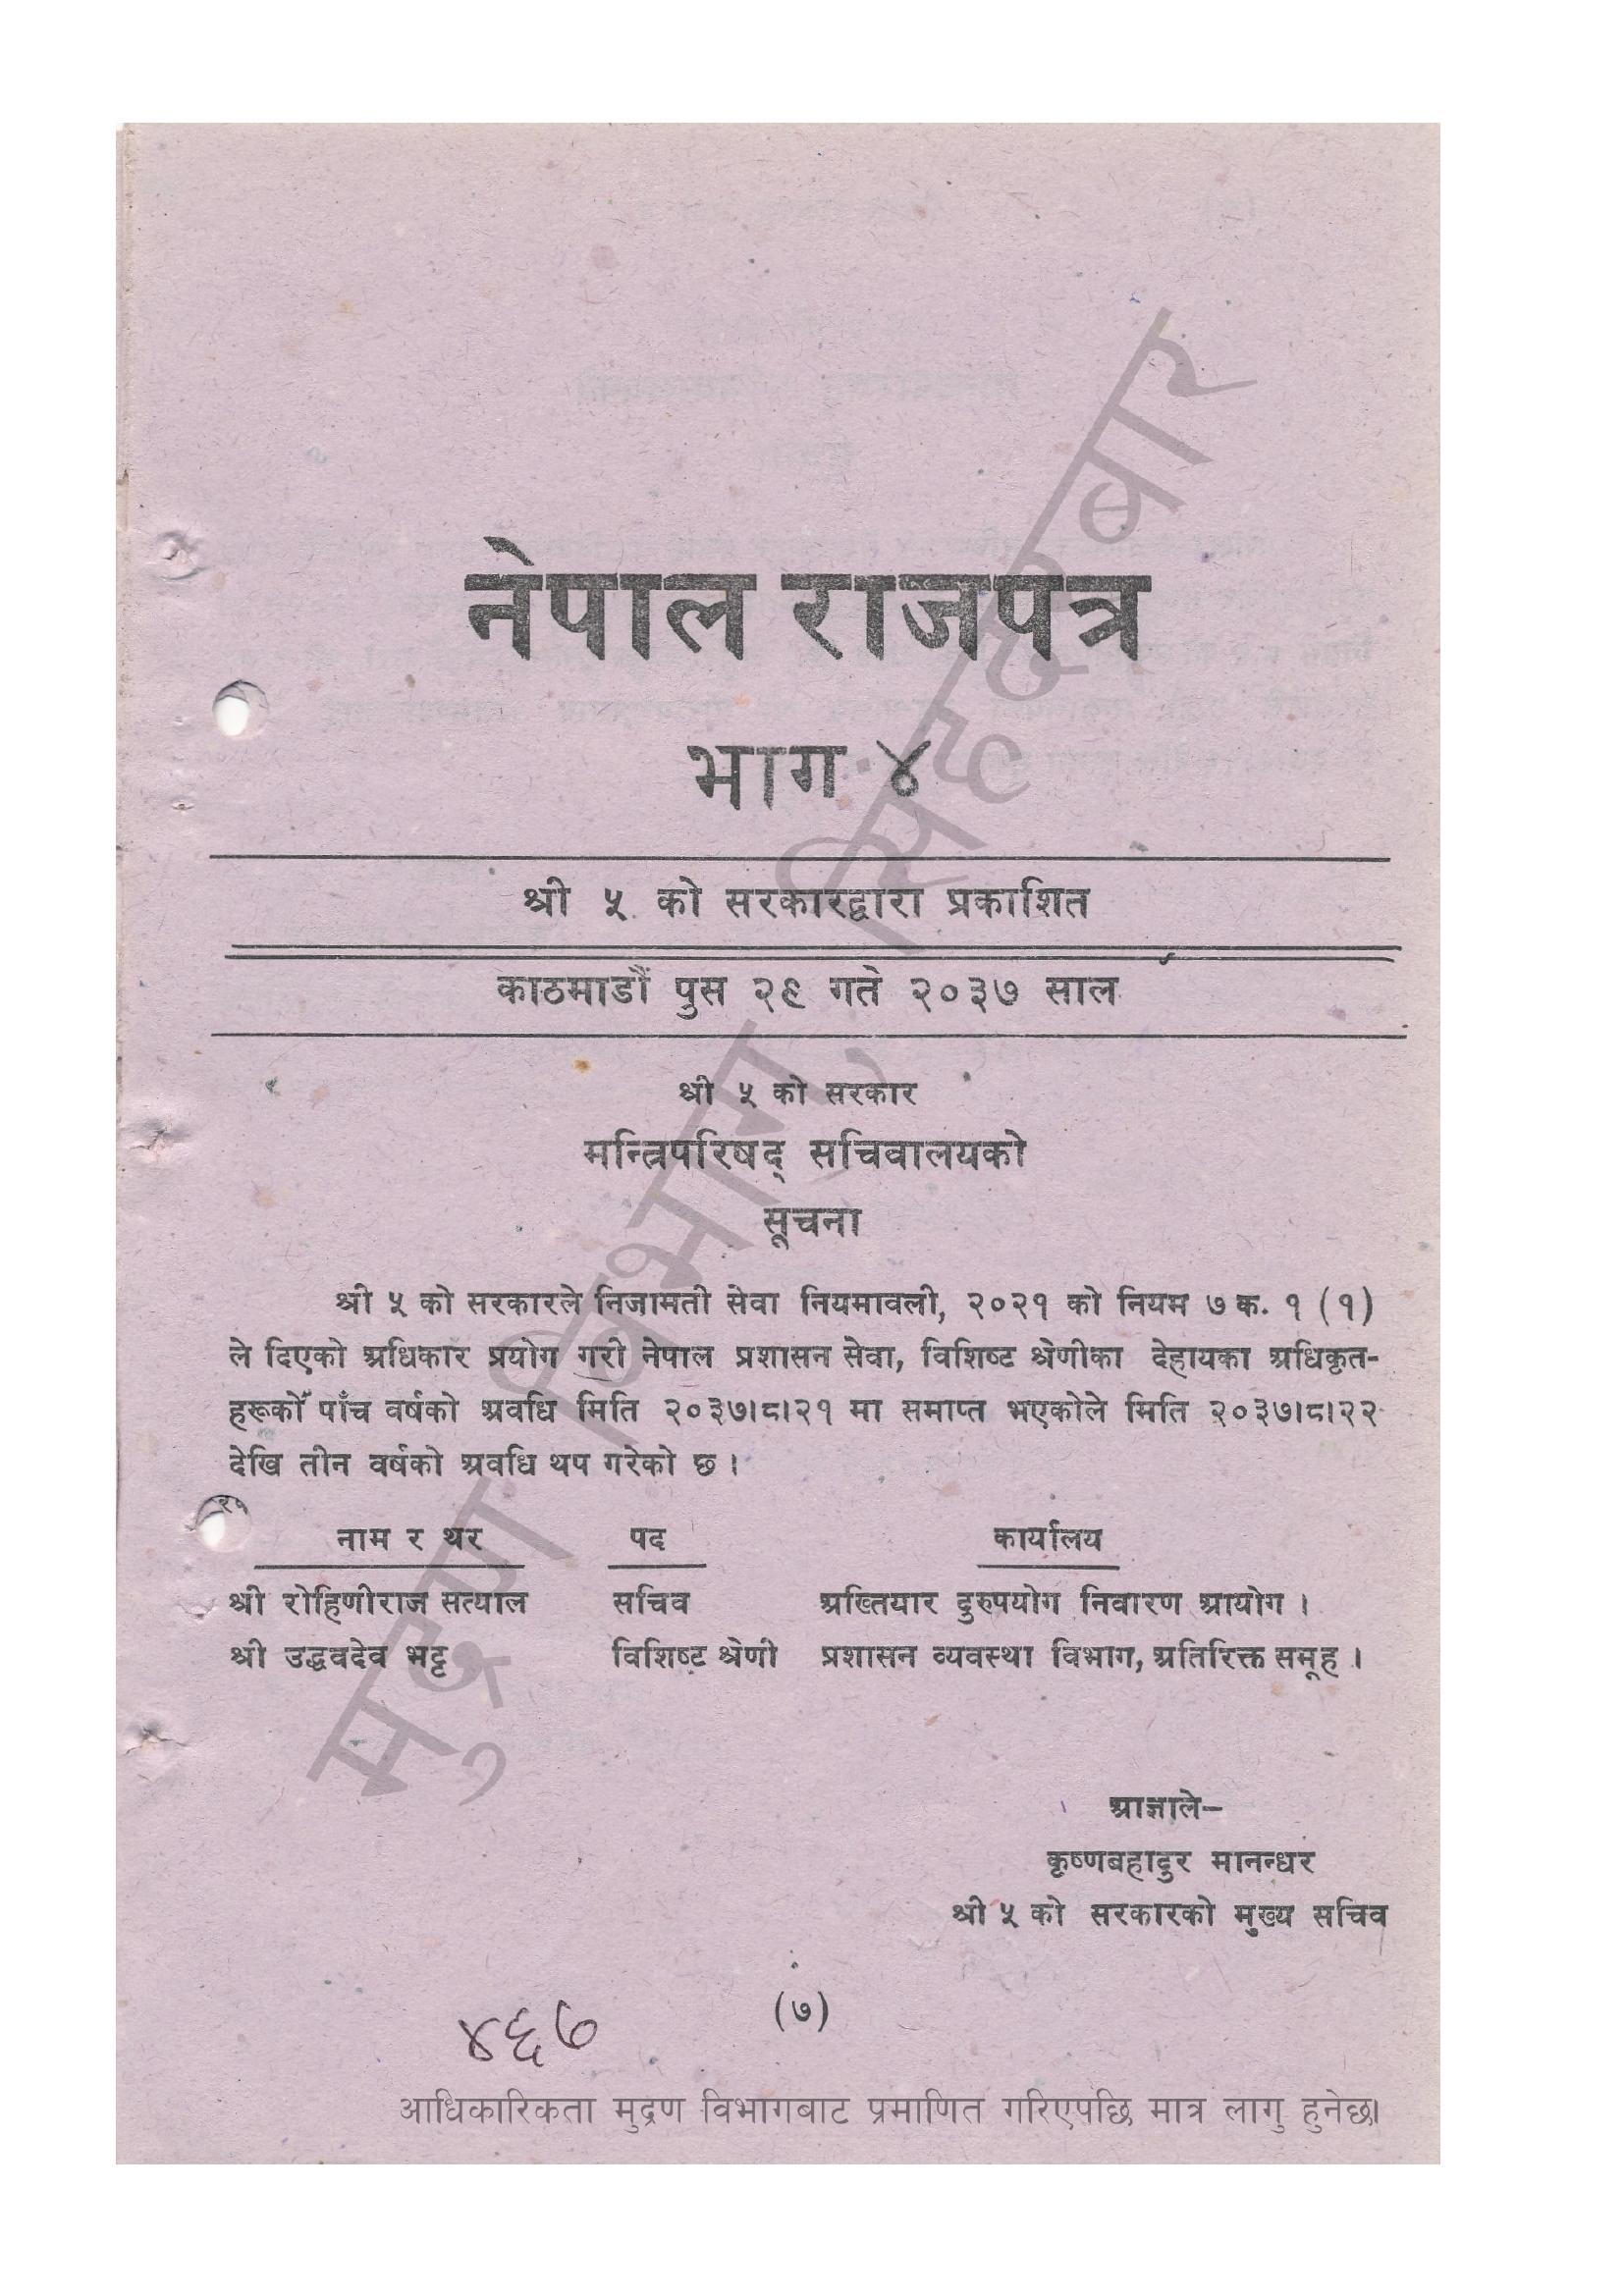 नेपाल राजपत्र
भाग ४
श्री ५ को सरकारद्वारा प्रकाशित
काठमाडौं पुस २९ गते २०३७ साल
श्री ५ को सरकार
मन्त्रिपरिषद् सचिवालयको
सूचना
श्री ५ को सरकारले निजामती सेवा नियमावली, २०२१ को नियम ७ क. १ (१)
ले दिएको अधिकार प्रयोग गरी नेपाल प्रशासन सेवा, विशिष्ट श्रेणीका देहायका अधिकृत-
हरूको पाँच वर्षको अवधि मिति २०३७।८।२१ मा समाप्त भएकोले मिति २०३७।८।२२
देखि तीन वर्षको अवधि थप गरेको छ ।
नाम र थर पद कार्यालय
श्री रोहिणीराज सत्याल सचिव अख्तियार दुरुपयोग निवारण आयोग ।
श्री उद्धवदेव भट्ट विशिष्ट श्रेणी प्रशासन व्यवस्था विभाग, अतिरिक्त समूह ।
आज्ञाले–
कृष्णबहादुर मानन्धर
श्री ५ को सरकारको मुख्य सचिव
(७)
४६७
आधिकारिकता मुद्रण विभागबाट प्रमाणित गरिएपछि मात्र लागु हुनेछ।
मुद्रण विभाग, सिंहदरबार